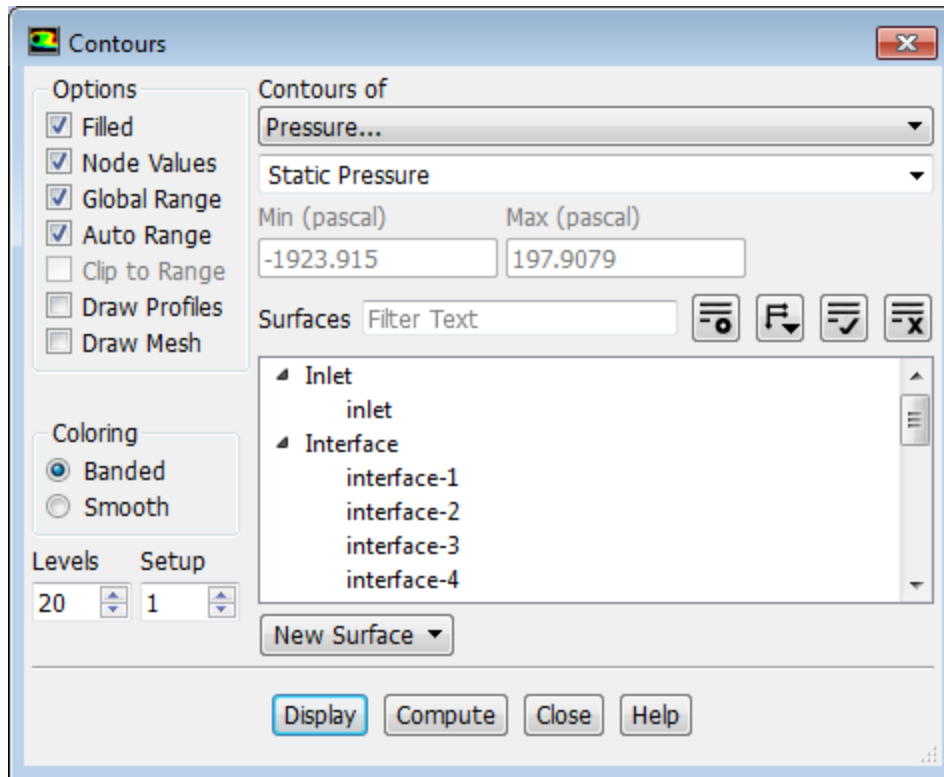 Contours
Options
Filled
Node Values
Global Range
Auto Range
Clip to Range
Draw Profiles
Draw Mesh
Coloring
Banded
Smooth
Levels Setup
20 1
Contours of
Pressure...
Static Pressure
Min (pascal) Max (pascal)
-1923.915 197.9079
Surfaces Filter Text
Inlet
inlet
Interface
interface-1
interface-2
interface-3
interface-4
New Surface
Display Compute Close Help